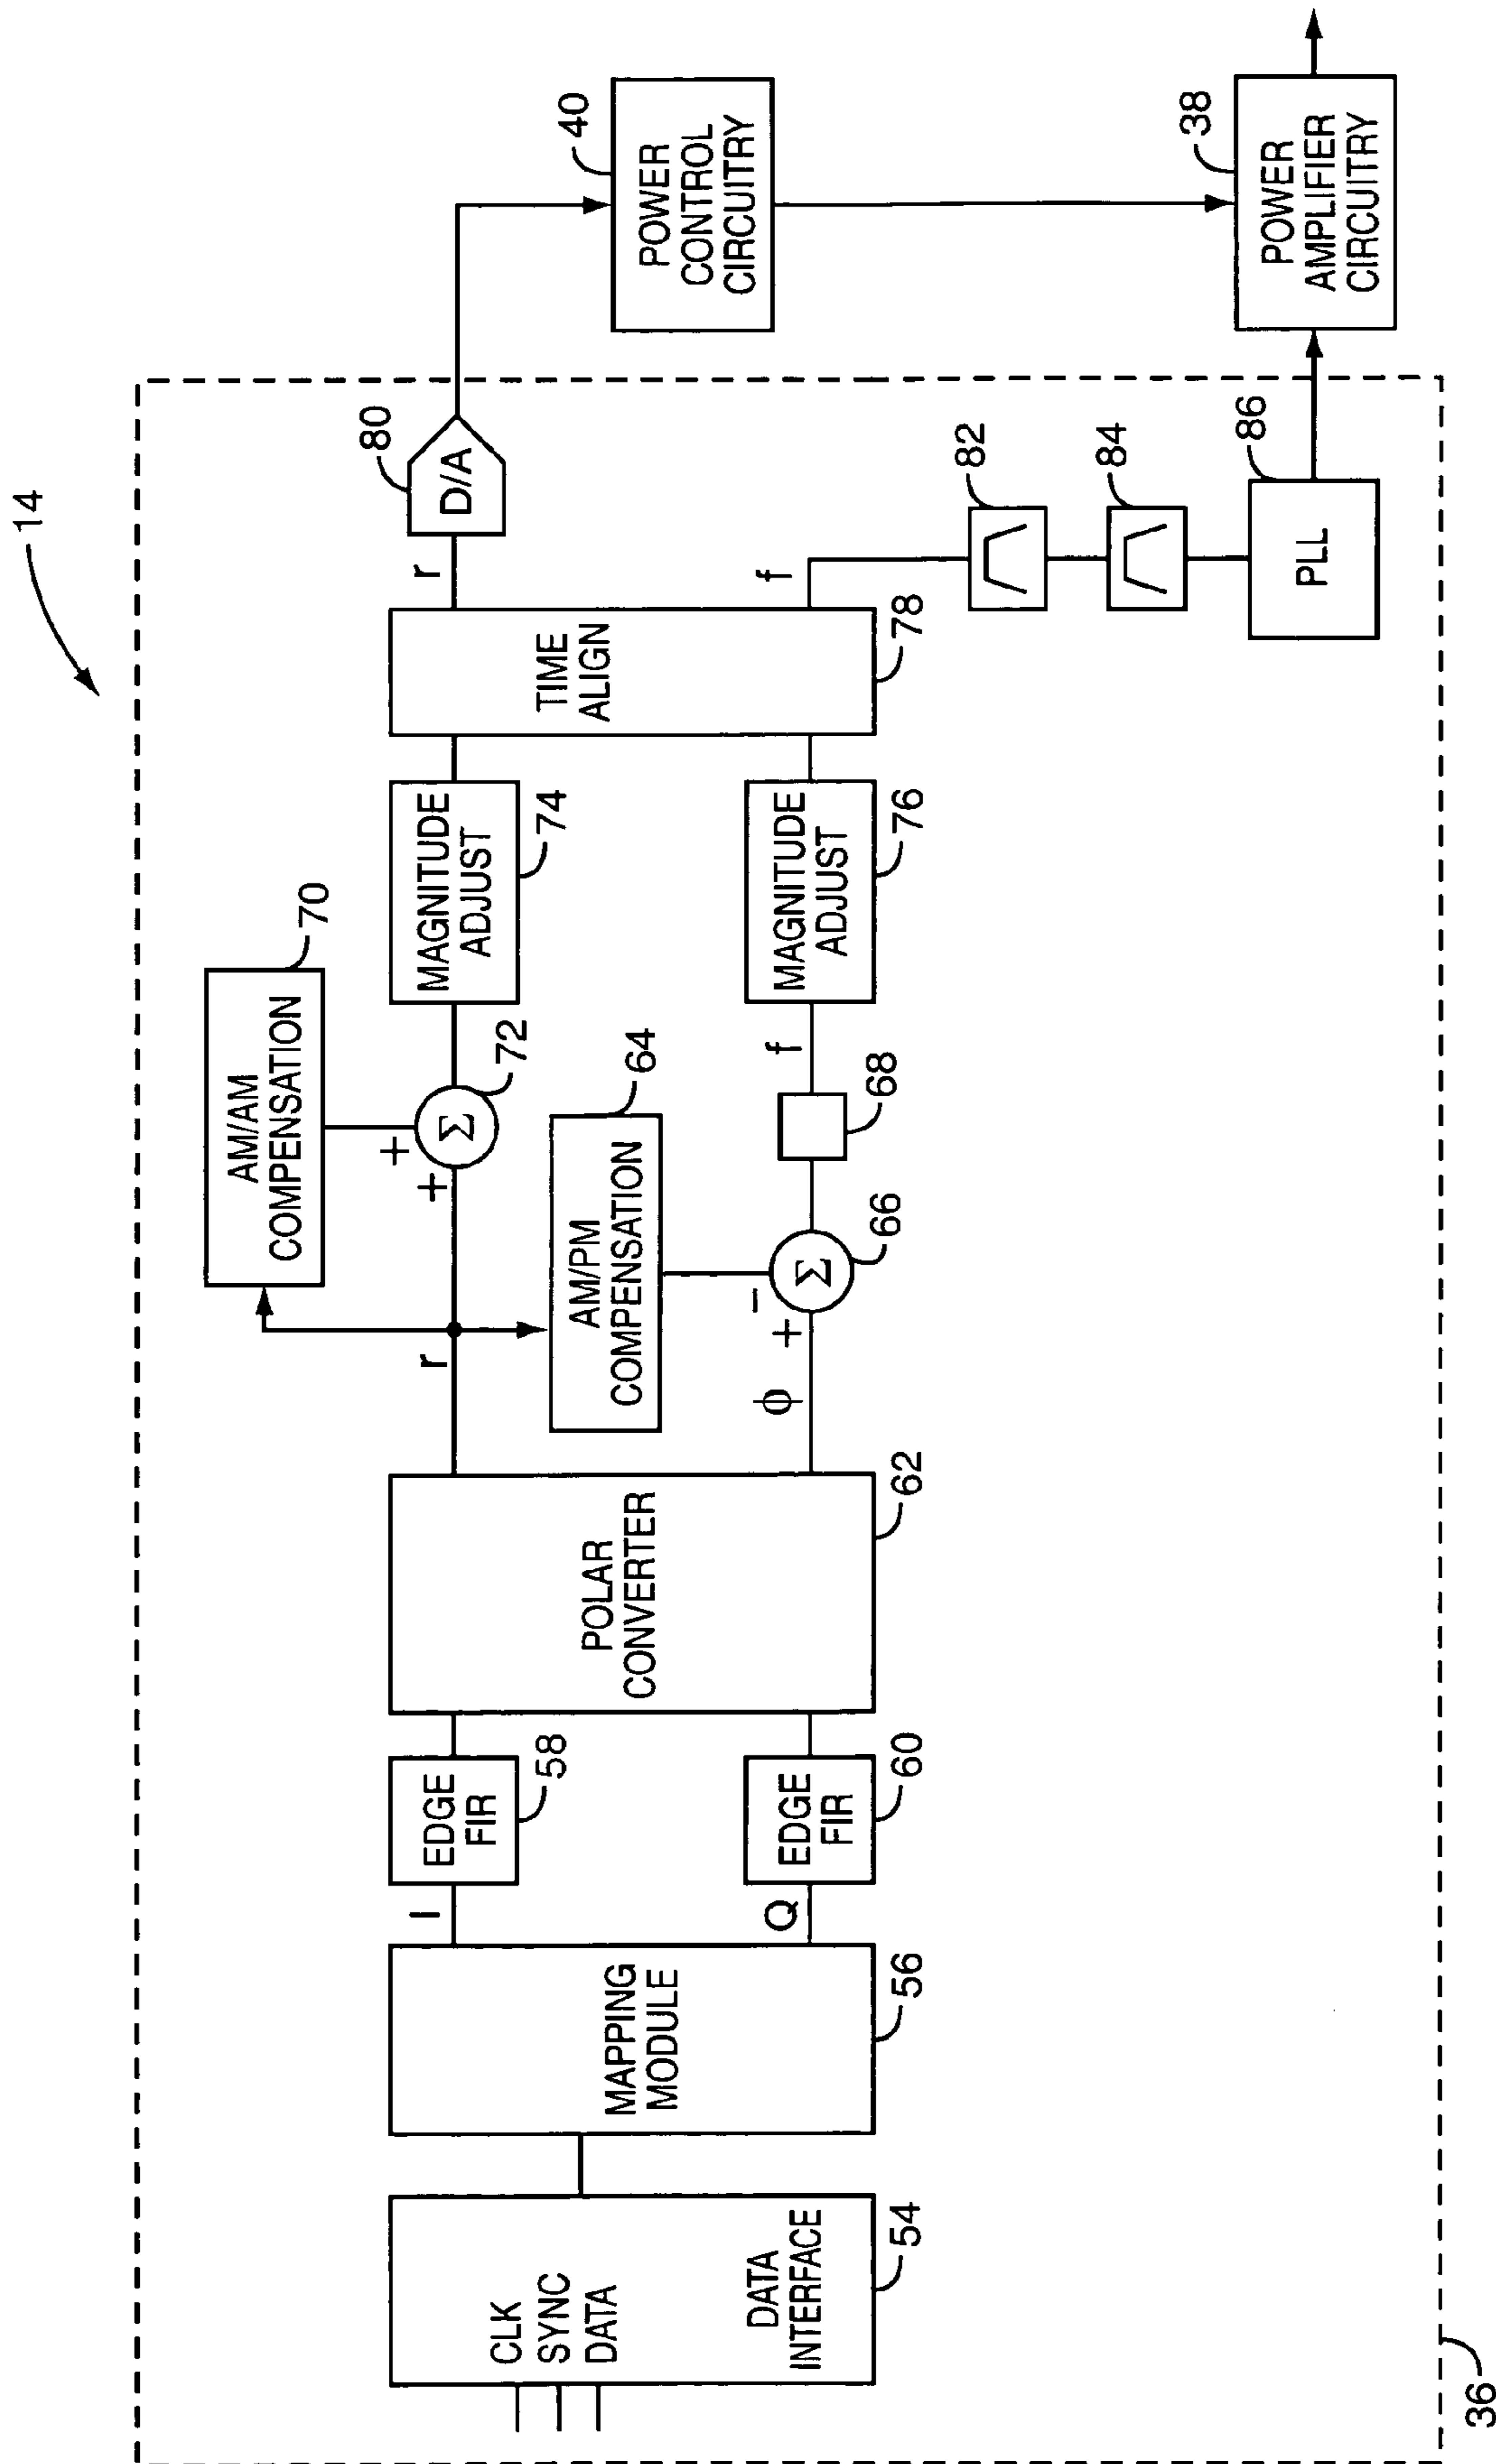 14
CLK
SYNC
DATA
DATA
INTERFACE
54
MAPPING
MODULE
56
I
Q
EDGE
FIR
58
EDGE
FIR
60
POLAR
CONVERTER
62
r
ϕ
AM/AM
COMPENSATION
70
AM/PM
COMPENSATION
64
+
+
Σ
72
−
+
Σ
66
68
f
MAGNITUDE
ADJUST
74
MAGNITUDE
ADJUST
76
TIME
ALIGN
78
r
f
D/A
80
82
84
PLL
86
POWER
CONTROL
CIRCUITRY
40
POWER
AMPLIFIER
CIRCUITRY
38
36